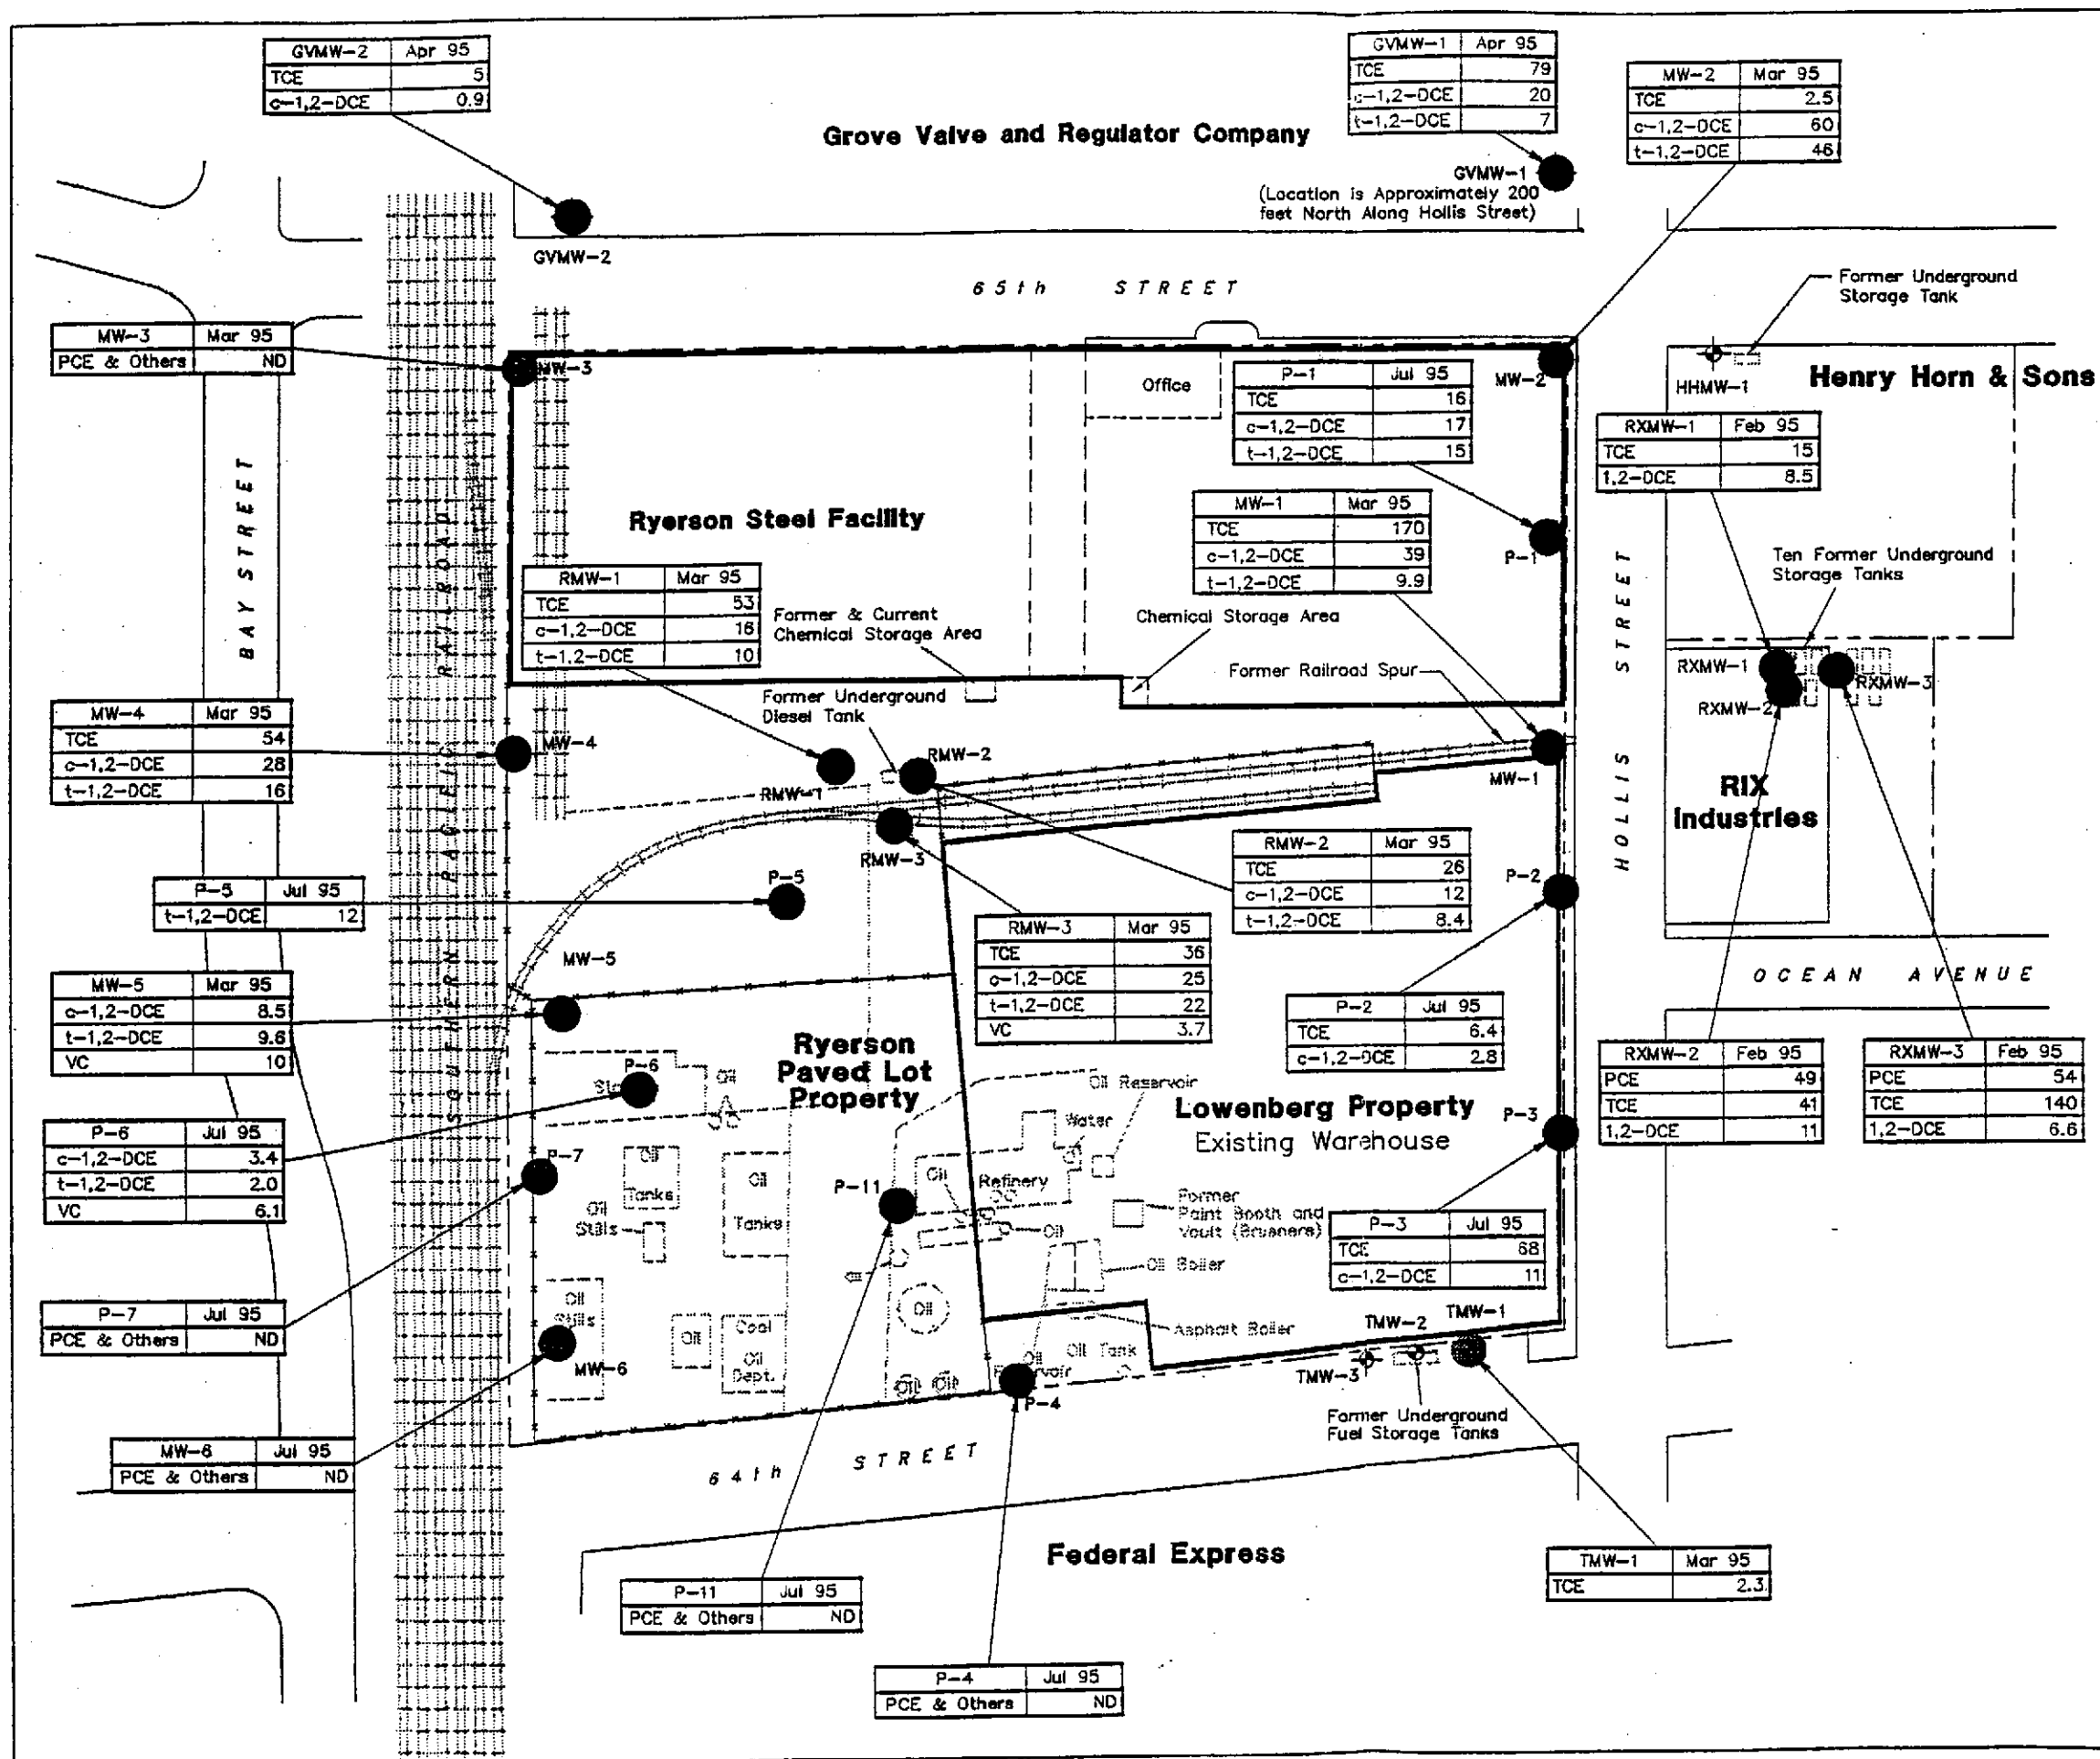 GVMW-2 Apr 95
TCE 5
c-1,2-DCE 0.9
GVMW-1 Apr 95
TCE 79
c-1,2-DCE 20
t-1,2-DCE 7
MW-2 Mar 95
TCE 2.5
c-1,2-DCE 60
t-1,2-DCE 46
Grove Valve and Regulator Company
GVMW-1
(Location is Approximately 200
feet North Along Hollis Street)
GVMW-2
65th STREET
Former Underground
Storage Tank
MW-3 Mar 95
PCE & Others ND
MW-3
Office
P-1 Jul 95
TCE 16
c-1,2-DCE 17
t-1,2-DCE 15
MW-2
HHMW-1
Henry Horn & Sons
RXMW-1 Feb 95
TCE 15
1,2-DCE 8.5
BAY STREET
SOUTHERN PACIFIC RAILROAD
Ryerson Steel Facility
MW-1 Mar 95
TCE 170
c-1,2-DCE 39
t-1,2-DCE 9.9
P-1
HOLLIS STREET
Ten Former Underground
Storage Tanks
RMW-1 Mar 95
TCE 53
c-1,2-DCE 16
t-1,2-DCE 10
Former & Current
Chemical Storage Area
Chemical Storage Area
Former Railroad Spur
RXMW-1
RXMW-3
RXMW-2
Former Underground
Diesel Tank
MW-4 Mar 95
TCE 54
c-1,2-DCE 28
t-1,2-DCE 16
MW-4
RMW-2
RMW-1
MW-1
RIX
Industries
RMW-3
P-5 Jul 95
t-1,2-DCE 12
P-5
RMW-2 Mar 95
TCE 26
c-1,2-DCE 12
t-1,2-DCE 8.4
P-2
RMW-3 Mar 95
TCE 36
c-1,2-DCE 25
t-1,2-DCE 22
VC 3.7
MW-5
MW-5 Mar 95
c-1,2-DCE 8.5
t-1,2-DCE 9.6
VC 10
OCEAN AVENUE
P-2 Jul 95
TCE 6.4
c-1,2-DCE 2.8
Ryerson
Paved Lot
Property
RXMW-2 Feb 95
PCE 49
TCE 41
1,2-DCE 11
RXMW-3 Feb 95
PCE 54
TCE 140
1,2-DCE 6.6
P-6
Oil
Oil Reservoir
Water
Lowenberg Property
Existing Warehouse
P-3
P-6 Jul 95
c-1,2-DCE 3.4
t-1,2-DCE 2.0
VC 6.1
P-7
Oil
Tanks
Oil
Tanks
Oil
Stills
P-11
Oil
Refinery
Oil
Former
Paint Booth and
Vault (Brueners)
P-3 Jul 95
TCE 68
c-1,2-DCE 11
Oil Boiler
P-7 Jul 95
PCE & Others ND
Oil
Stills
MW-6
Oil
Coal
Oil
Dept.
Oil
Asphalt Boiler
Oil Tank
Oil
Oil Oil
P-4
TMW-2
TMW-1
TMW-3
Former Underground
Fuel Storage Tanks
MW-6 Jul 95
PCE & Others ND
64th STREET
Federal Express
TMW-1 Mar 95
TCE 2.3
P-11 Jul 95
PCE & Others ND
P-4 Jul 95
PCE & Others ND